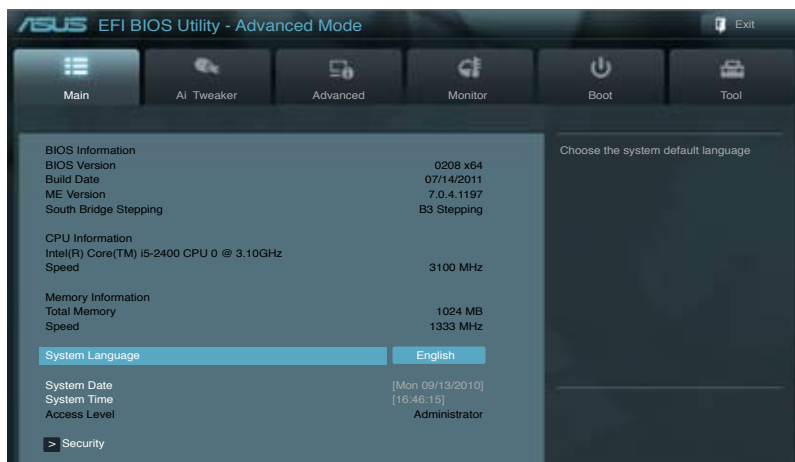 ASUS EFI BIOS Utility - Advanced Mode Exit
Main Ai Tweaker Advanced Monitor Boot Tool
BIOS Information
BIOS Version 0208 x64
Build Date 07/14/2011
ME Version 7.0.4.1197
South Bridge Stepping B3 Stepping
CPU Information
Intel(R) Core(TM) i5-2400 CPU 0 @ 3.10GHz
Speed 3100 MHz
Memory Information
Total Memory 1024 MB
Speed 1333 MHz
System Language English
System Date [Mon 09/13/2010]
System Time [16:46:15]
Access Level Administrator
> Security
Choose the system default language